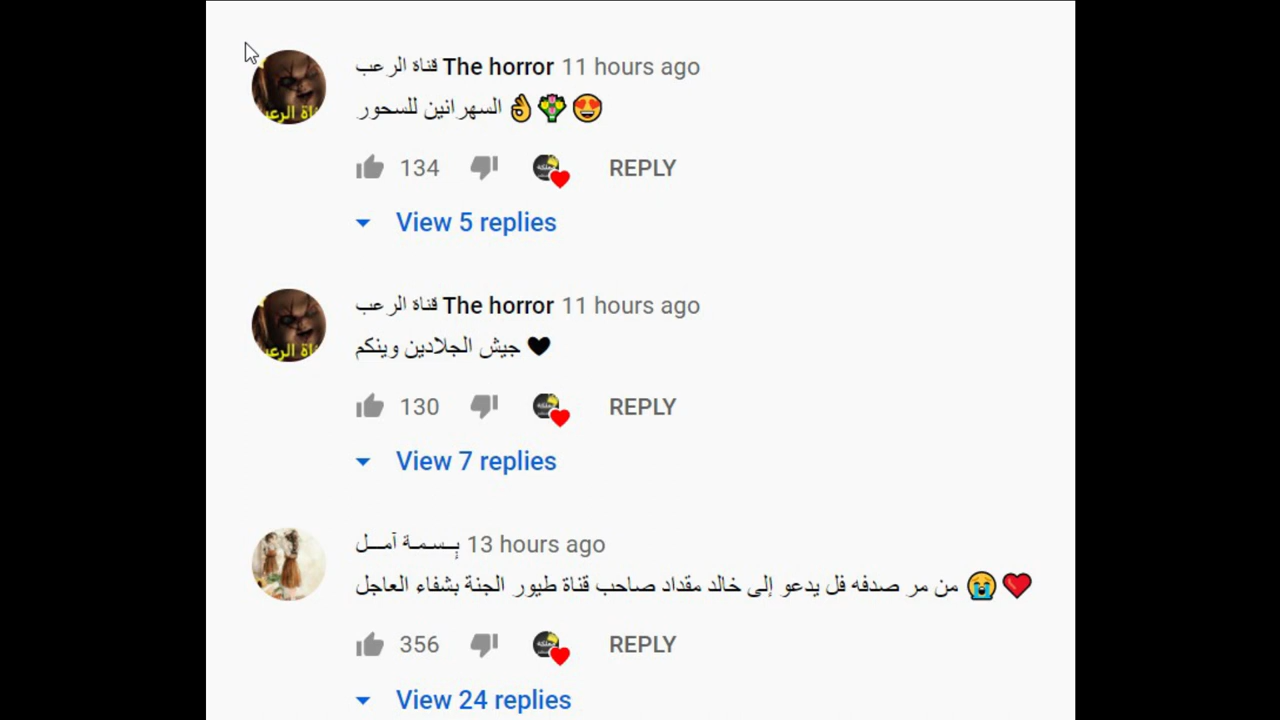 قناة الرعب The horror 11 hours ago
السهرانين للسحور 👌💐😍
134 REPLY
View 5 replies
قناة الرعب The horror 11 hours ago
جيش الجلادين وينكم 🖤
130 REPLY
View 7 replies
بسمة آمل 13 hours ago
من مر صدفه فل يدعو إلى خالد مقداد صاحب قناة طيور الجنة بشفاء العاجل 😭❤️
356 REPLY
View 24 replies